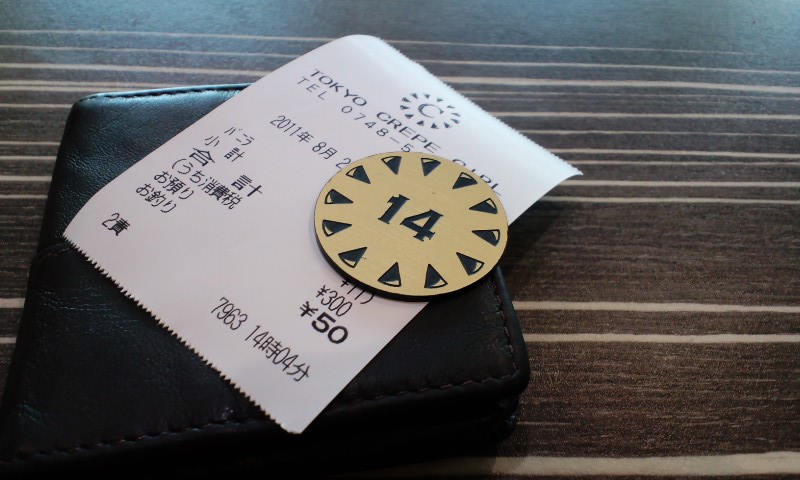 C
TOKYO CREPE GIRL
TEL 0748-5
2011年 8月 2
バラ
小 計
合 計
(うち消費税
お預り ¥300
お釣り ¥50
2責
7963 14時04分
14